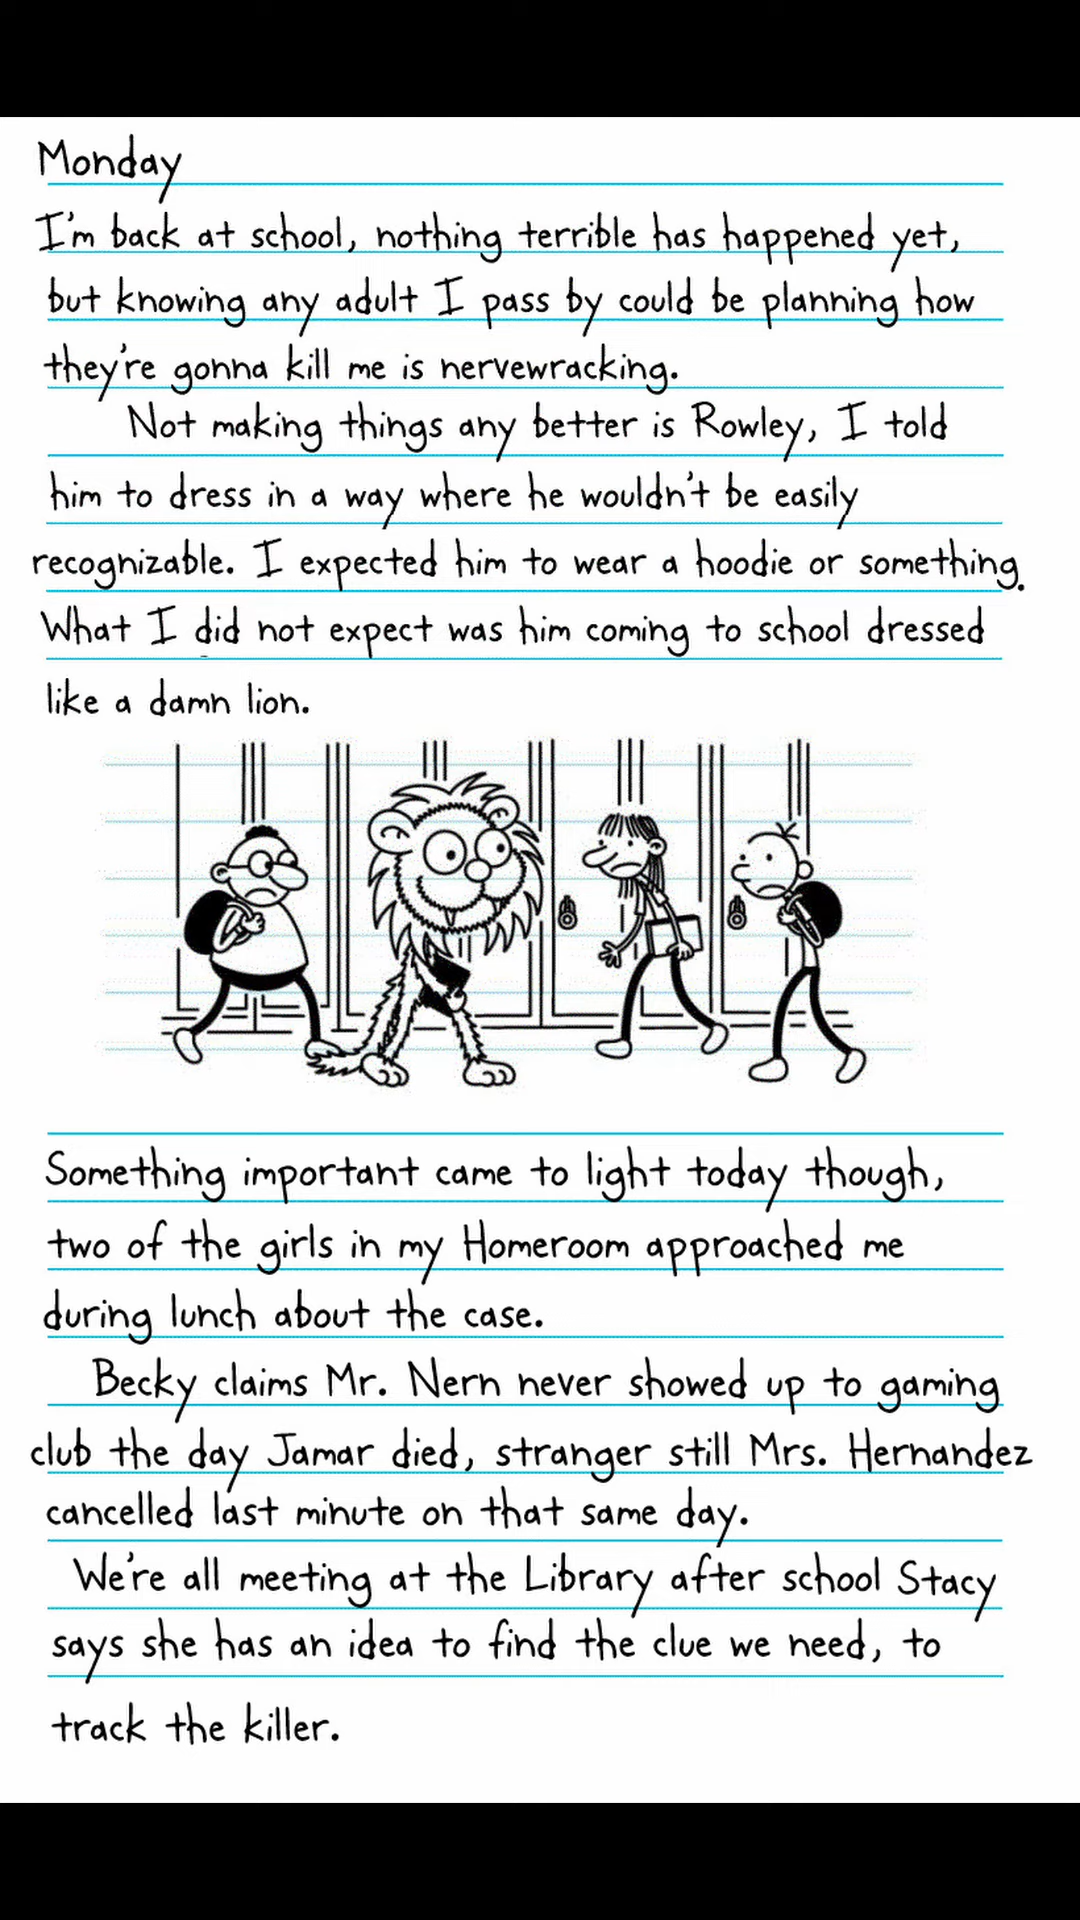 Monday
I'm back at school, nothing terrible has happened yet,
but knowing any adult I pass by could be planning how
they're gonna kill me is nervewracking.
Not making things any better is Rowley, I told
him to dress in a way where he wouldn't be easily
recognizable. I expected him to wear a hoodie or something.
What I did not expect was him coming to school dressed
like a damn lion.
Something important came to light today though,
two of the girls in my Homeroom approached me
during lunch about the case.
Becky claims Mr. Nern never showed up to gaming
club the day Jamar died, stranger still Mrs. Hernandez
cancelled last minute on that same day.
We're all meeting at the Library after school Stacy
says she has an idea to find the clue we need, to
track the killer.